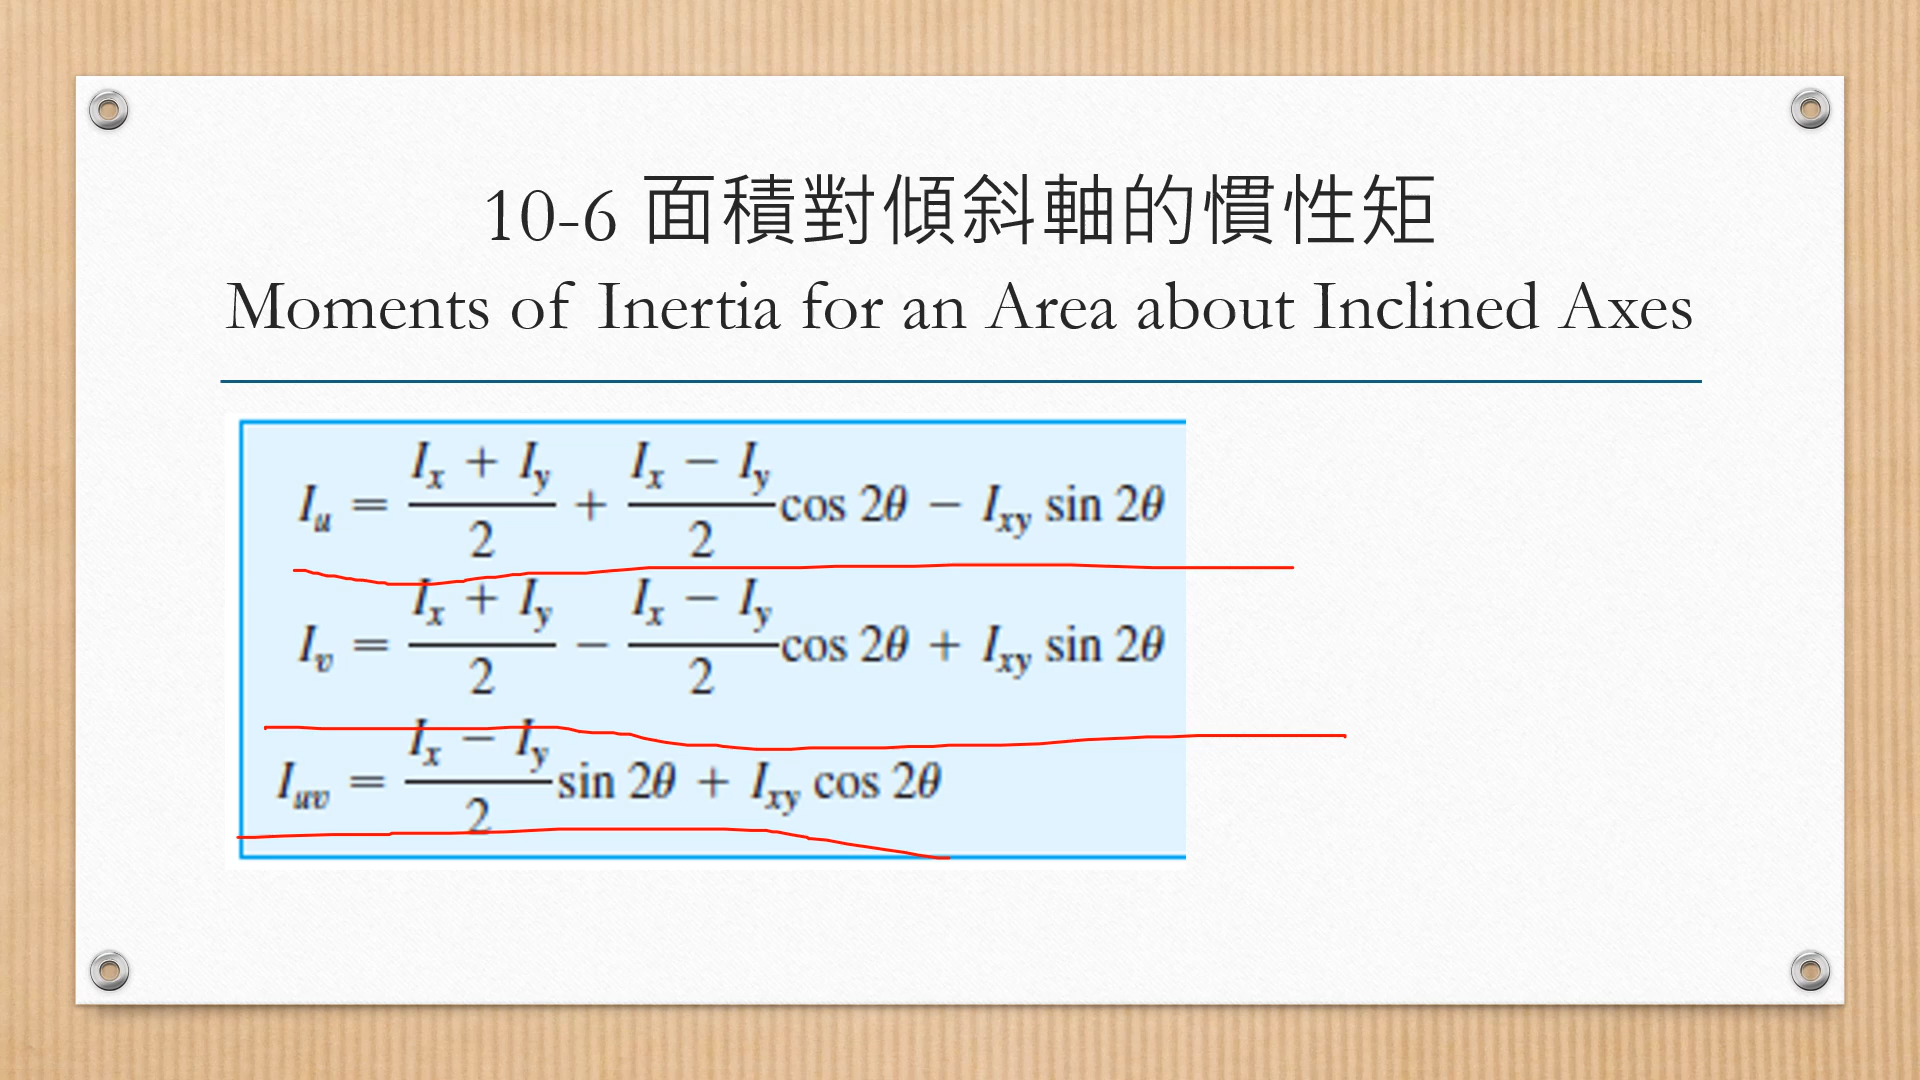 10-6 面積對傾斜軸的慣性矩
Moments of Inertia for an Area about Inclined Axes
I_u = (I_x + I_y)/2 + (I_x − I_y)/2 cos 2θ − I_xy sin 2θ
I_v = (I_x + I_y)/2 − (I_x − I_y)/2 cos 2θ + I_xy sin 2θ
I_uv = (I_x − I_y)/2 sin 2θ + I_xy cos 2θ